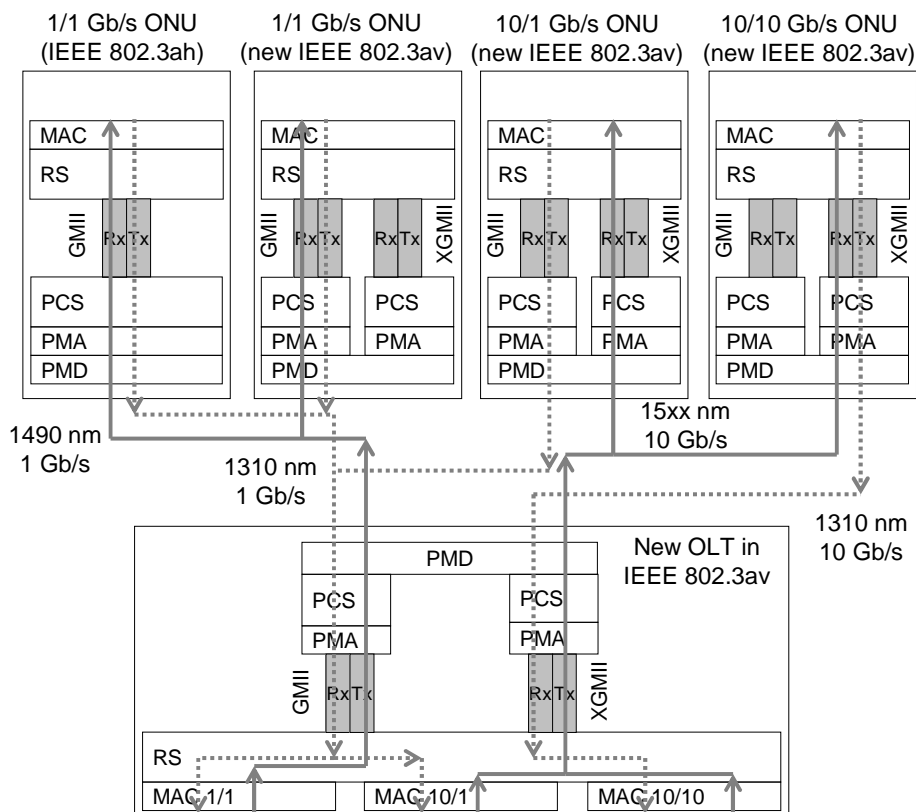 1/1 Gb/s ONU
(IEEE 802.3ah)
1/1 Gb/s ONU
(new IEEE 802.3av)
10/1 Gb/s ONU
(new IEEE 802.3av)
10/10 Gb/s ONU
(new IEEE 802.3av)
MAC
RS
GMII
Rx Tx
PCS
PMA
PMD
MAC
RS
GMII
Rx Tx
Rx Tx
XGMII
PCS
PCS
PMA
PMA
PMD
MAC
RS
GMII
Rx Tx
Rx Tx
XGMII
PCS
PCS
PMA
PMA
PMD
MAC
RS
GMII
Rx Tx
XGMII
PCS
PCS
PMA
PMA
PMD
1490 nm
1 Gb/s
1310 nm
1 Gb/s
15xx nm
10 Gb/s
1310 nm
10 Gb/s
New OLT in
IEEE 802.3av
PMD
PCS
PCS
PMA
PMA
GMII
Rx Tx
Rx Tx
XGMII
RS
MAC 1/1
MAC 10/1
MAC 10/10